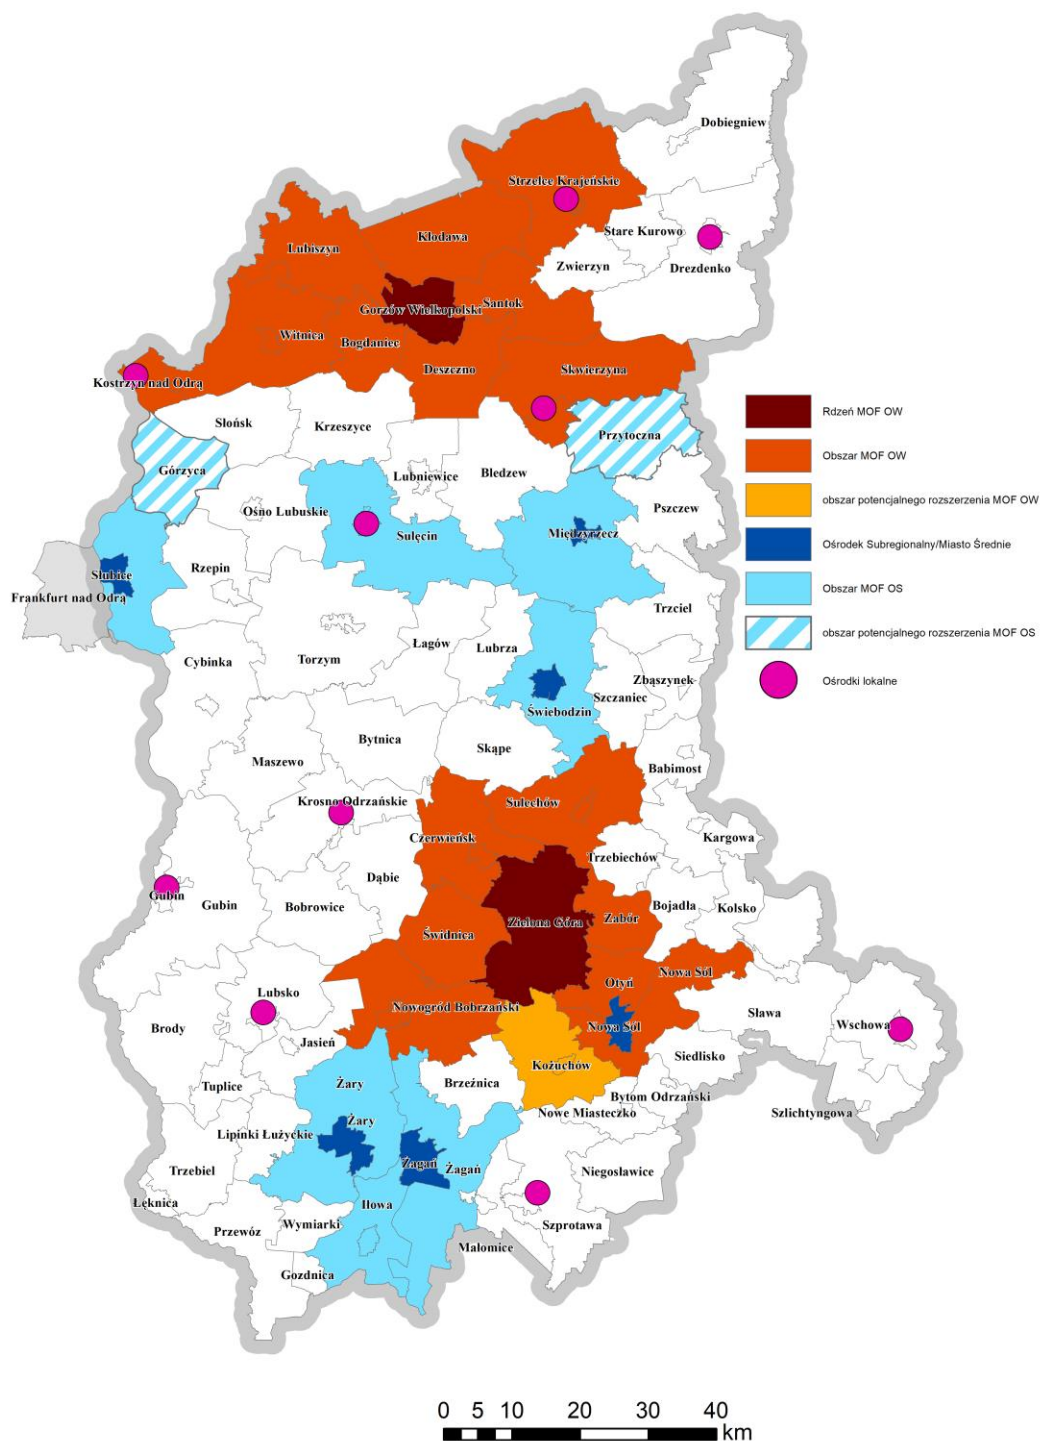 Dobiegniew
Strzelce Krajeńskie
Stare Kurowo
Kłodawa
Lubiszyn
Zwierzyn
Drezdenko
Santok
Gorzów Wielkopolski
Witnica
Bogdaniec
Deszczno
Skwierzyna
Kostrzyn nad Odrą
Rdzeń MOF OW
Słońsk
Krzeszyce
Przytoczna
Obszar MOF OW
Górzyca
Lubniewice
Bledzew
obszar potencjalnego rozszerzenia MOF OW
Ośno Lubuskie
Pszczew
Sulęcin
Międzyrzecz
Ośrodek Subregionalny/Miasto Średnie
Rzepin
Słubice
Obszar MOF OS
Frankfurt nad Odrą
Trzciel
obszar potencjalnego rozszerzenia MOF OS
Łagów
Lubrza
Cybinka
Torzym
Zbąszynek
Ośrodki lokalne
Szczaniec
Świebodzin
Bytnica
Skąpe
Maszewo
Babimost
Krosno Odrzańskie
Sulechów
Czerwieńsk
Kargowa
Trzebiechów
Dąbie
Gubin
Gubin
Bobrowice
Bojadła
Kolsko
Zabór
Zielona Góra
Świdnica
Nowa Sól
Otyń
Lubsko
Nowogród Bobrzański
Sława
Brody
Nowa Sól
Wschowa
Jasień
Siedlisko
Kożuchów
Żary
Brzeźnica
Tuplice
Bytom Odrzański
Nowe Miasteczko
Szlichtyngowa
Żary
Lipinki Łużyckie
Żagań
Żagań
Trzebiel
Niegosławice
Łęknica
Iłowa
Przewóz
Wymiarki
Szprotawa
Małomice
Gozdnica
0 5 10 20 30 40
km